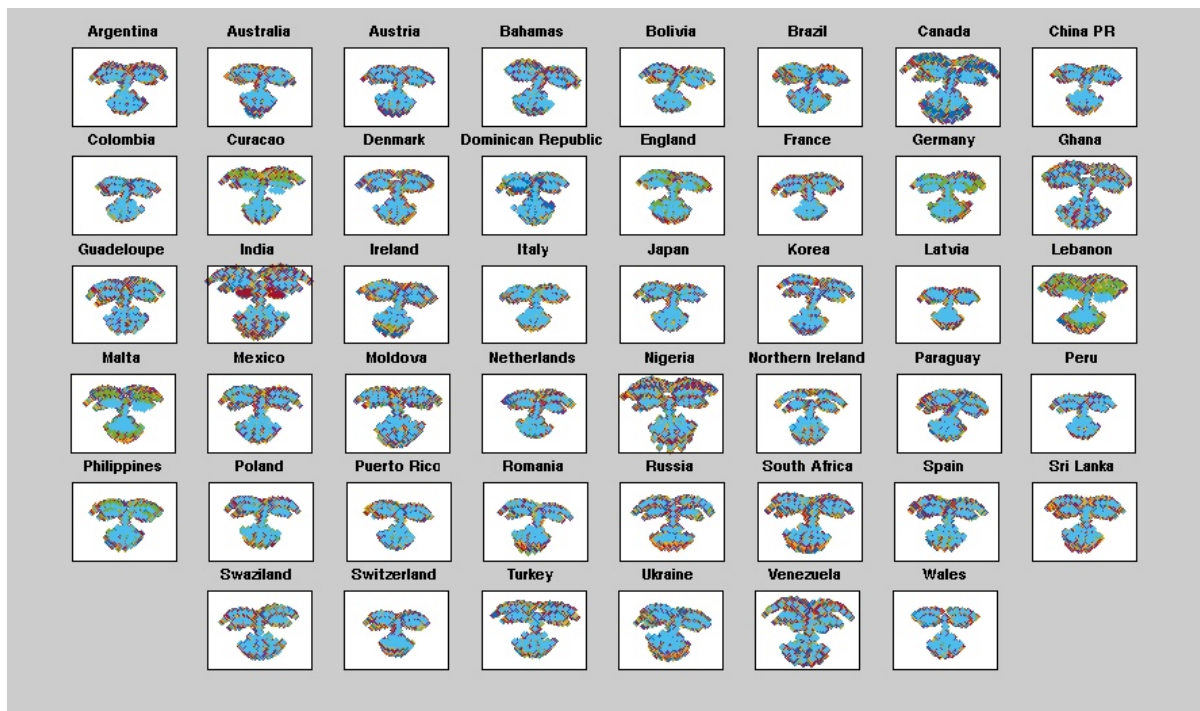 Argentina Australia Austria Bahamas Bolivia Brazil Canada China PR
Colombia Curacao Denmark Dominican Republic England France Germany Ghana
Guadeloupe India Ireland Italy Japan Korea Latvia Lebanon
Malta Mexico Moldova Netherlands Nigeria Northern Ireland Paraguay Peru
Philippines Poland Puerto Rico Romania Russia South Africa Spain Sri Lanka
Swaziland Switzerland Turkey Ukraine Venezuela Wales